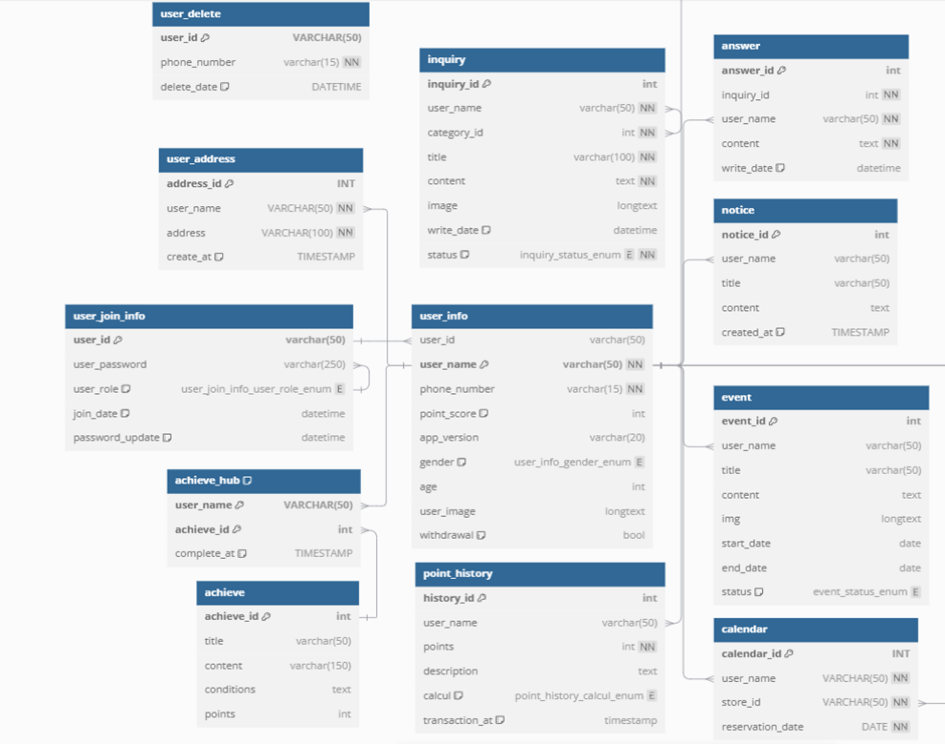 user_delete
user_id VARCHAR(50)
phone_number varchar(15) NN
delete_date DATETIME
user_address
address_id INT
user_name VARCHAR(50) NN
address VARCHAR(100) NN
create_at TIMESTAMP
user_join_info
user_id varchar(50)
user_password varchar(250)
user_role user_join_info_user_role_enum E
join_date datetime
password_update datetime
achieve_hub
user_name VARCHAR(50)
achieve_id int
complete_at TIMESTAMP
achieve
achieve_id int
title varchar(50)
content varchar(150)
conditions text
points int
inquiry
inquiry_id int
user_name varchar(50) NN
category_id int NN
title varchar(100) NN
content text NN
image longtext
write_date datetime
status inquiry_status_enum E NN
user_info
user_id varchar(50)
user_name varchar(50) NN
phone_number varchar(15) NN
point_score int
app_version varchar(20)
gender user_info_gender_enum E
age int
user_image longtext
withdrawal bool
point_history
history_id int
user_name varchar(50)
points int NN
description text
calcul point_history_calcul_enum E
transaction_at timestamp
answer
answer_id int
inquiry_id int NN
user_name varchar(50) NN
content text NN
write_date datetime
notice
notice_id int
user_name varchar(50)
title varchar(50)
content text
created_at TIMESTAMP
event
event_id int
user_name varchar(50)
title varchar(50)
content text
img longtext
start_date date
end_date date
status event_status_enum E
calendar
calendar_id INT
user_name VARCHAR(50) NN
store_id VARCHAR(50) NN
reservation_date DATE NN